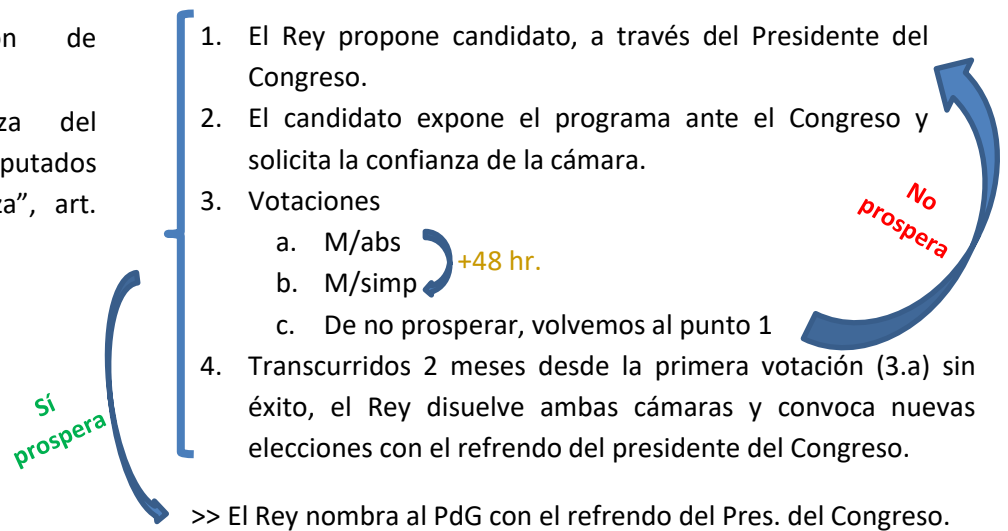 de
za del
putados
za”, art.
1. El Rey propone candidato, a través del Presidente del
Congreso.
2. El candidato expone el programa ante el Congreso y
solicita la confianza de la cámara.
3. Votaciones
a. M/abs
+48 hr.
b. M/simp
c. De no prosperar, volvemos al punto 1
No
prospera
4. Transcurridos 2 meses desde la primera votación (3.a) sin
éxito, el Rey disuelve ambas cámaras y convoca nuevas
elecciones con el refrendo del presidente del Congreso.
Sí
prospera
>> El Rey nombra al PdG con el refrendo del Pres. del Congreso.